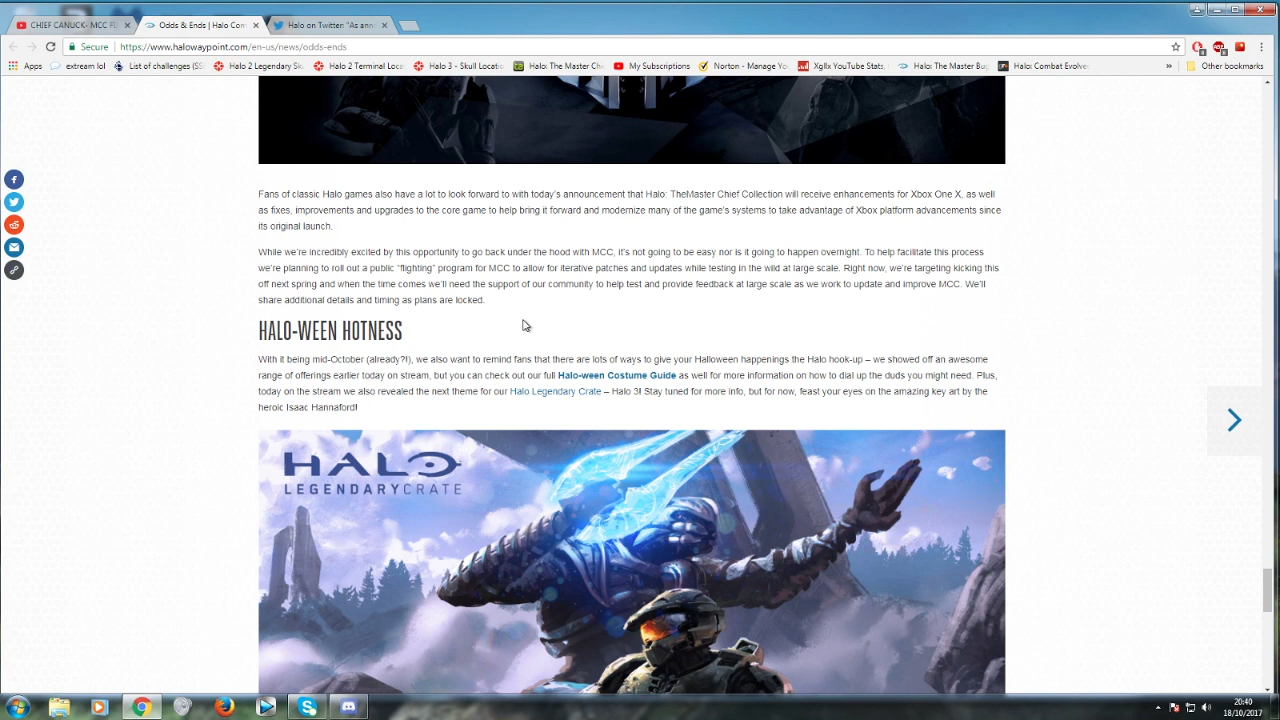 CHIEF CANUCK- MCC F
Odds & Ends | Halo Con
Halo on Twitter: "As ann
Secure
https://www.halowaypoint.com/en-us/news/odds-ends
Apps
extream lol
List of challenges (SS
Halo 2 Legendary Sk
Halo 2 Terminal Loca
Halo 3 - Skull Locati
Halo: The Master Chi
My Subscriptions
Norton - Manage Yo
Xgllx YouTube Stats.
Halo: The Master Bug
Halo: Combat Evolve
»
Other bookmarks
Fans of classic Halo games also have a lot to look forward to with today's announcement that Halo: TheMaster Chief Collection will receive enhancements for Xbox One X, as well
as fixes, improvements and upgrades to the core game to help bring it forward and modernize many of the game's systems to take advantage of Xbox platform advancements since
its original launch.
While we're incredibly excited by this opportunity to go back under the hood with MCC, it's not going to be easy nor is it going to happen overnight. To help facilitate this process
we're planning to roll out a public "flighting" program for MCC to allow for iterative patches and updates while testing in the wild at large scale. Right now, we're targeting kicking this
off next spring and when the time comes we'll need the support of our community to help test and provide feedback at large scale as we work to update and improve MCC. We'll
share additional details and timing as plans are locked.
HALO-WEEN HOTNESS
With it being mid-October (already?!), we also want to remind fans that there are lots of ways to give your Halloween happenings the Halo hook-up – we showed off an awesome
range of offerings earlier today on stream, but you can check out our full Halo-ween Costume Guide as well for more information on how to dial up the duds you might need. Plus,
today on the stream we also revealed the next theme for our Halo Legendary Crate – Halo 3! Stay tuned for more info, but for now, feast your eyes on the amazing key art by the
heroic Isaac Hannaford!
HALO
LEGENDARYCRATE
20:40
18/10/2017